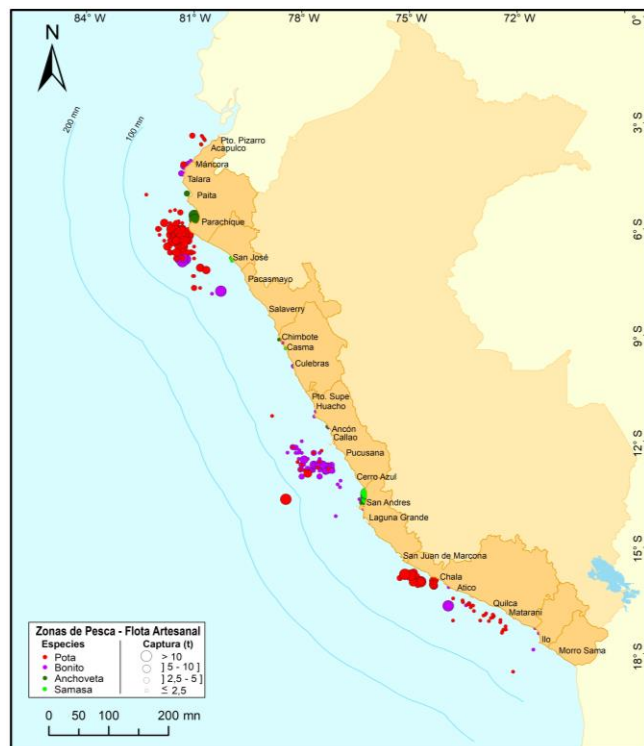 84° W 81° W 78° W 75° W 72° W 0°
N
200 mn
100 mn
3° S
Pto. Pizarro
Acapulco
Máncora
Talara
Paita
Parachique
6° S
San José
Pacasmayo
Salaverry
9° S
Chimbote
Casma
Culebras
Pto. Supe
Huacho
Ancón
Callao
12° S
Pucusana
Cerro Azul
San Andres
Laguna Grande
15° S
San Juan de Marcona
Chala
Atico
Quilca
Matarani
Ilo
Morro Sama
18° S
Zonas de Pesca - Flota Artesanal
Especies Captura (t)
Pota > 10
Bonito ] 5 - 10 ]
Anchoveta ] 2,5 - 5 ]
Samasa ≤ 2,5
0 50 100 200 mn